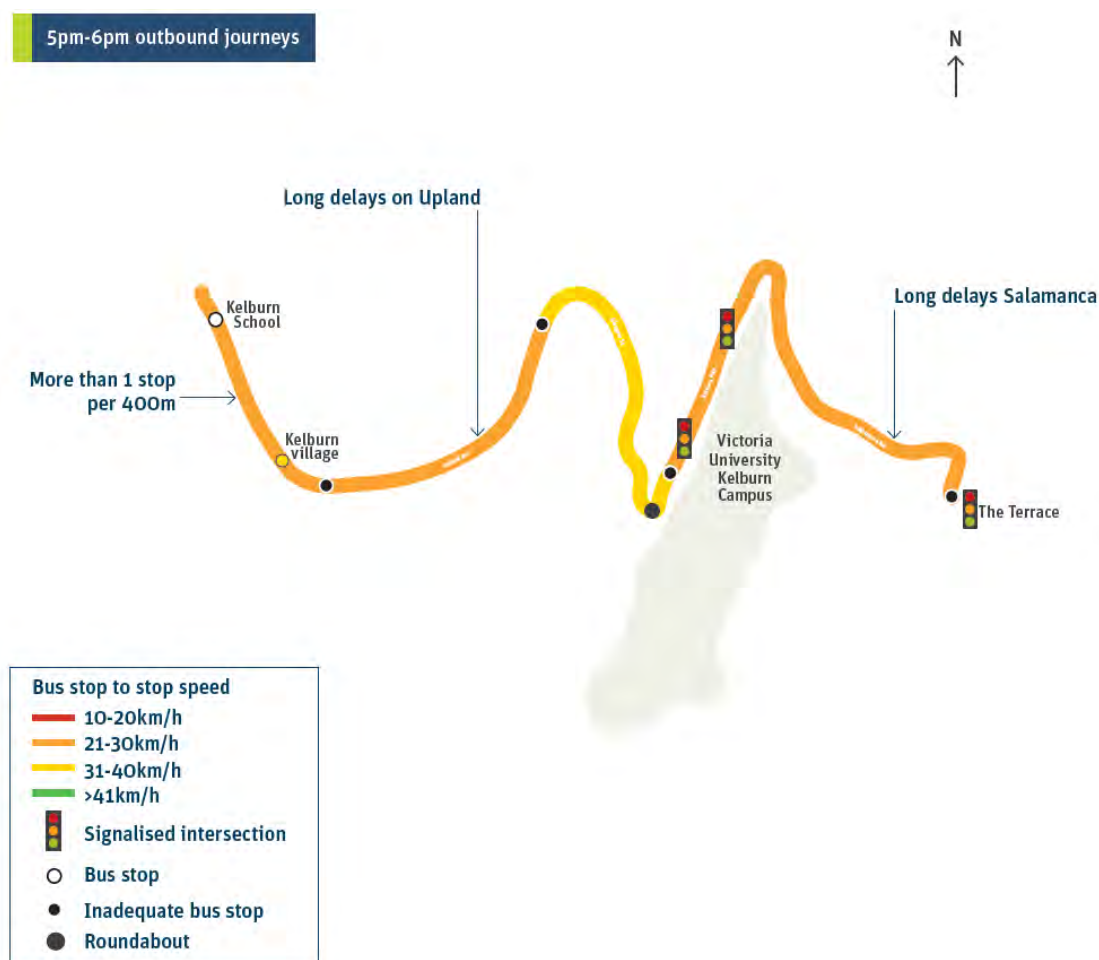 5pm-6pm outbound journeys
N
Long delays on Upland
Kelburn
School
Long delays Salamanca
More than 1 stop
per 400m
Kelburn
village
Victoria
University
Kelburn
Campus
The Terrace
Bus stop to stop speed
10-20km/h
21-30km/h
31-40km/h
>41km/h
Signalised intersection
Bus stop
Inadequate bus stop
Roundabout